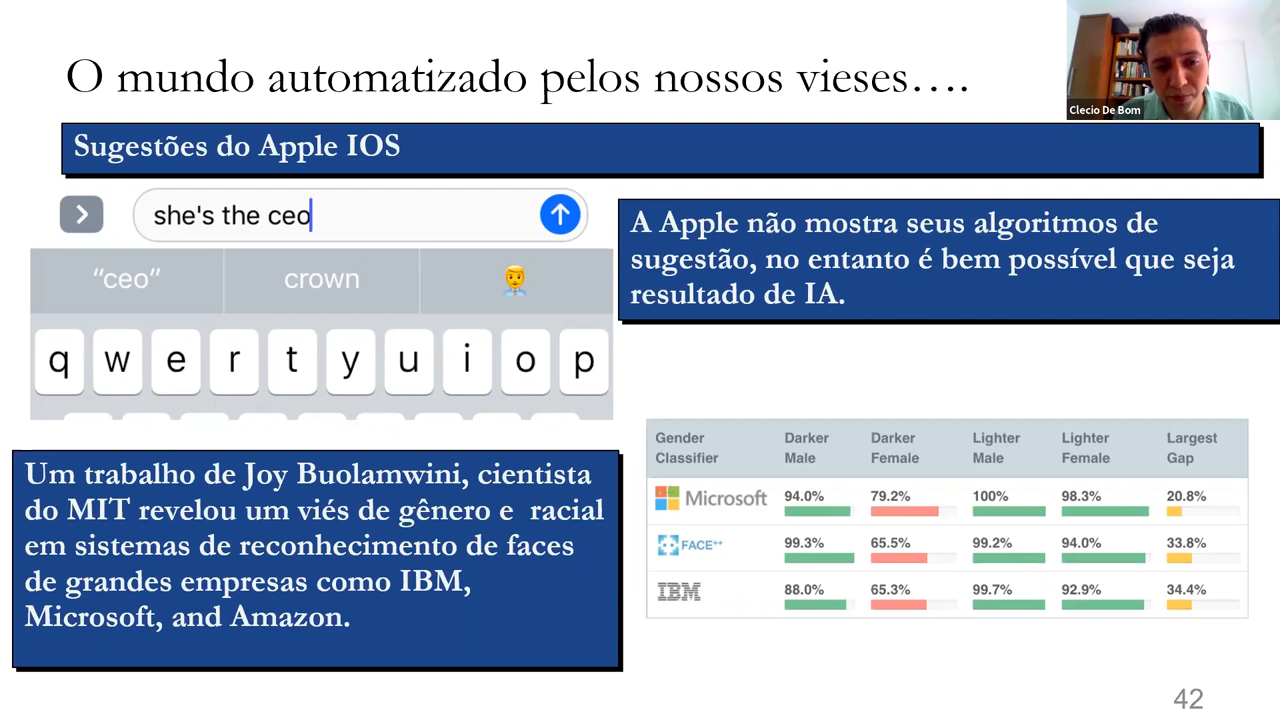 O mundo automatizado pelos nossos vieses….
Clecio De Bom
Sugestões do Apple IOS
she's the ceo
“ceo” crown
q w e r t y u i o p
A Apple não mostra seus algoritmos de
sugestão, no entanto é bem possível que seja
resultado de IA.
Um trabalho de Joy Buolamwini, cientista
do MIT revelou um viés de gênero e  racial
em sistemas de reconhecimento de faces
de grandes empresas como IBM,
Microsoft, and Amazon.
Gender Classifier Darker Male Darker Female Lighter Male Lighter Female Largest Gap
Microsoft 94.0% 79.2% 100% 98.3% 20.8%
FACE++ 99.3% 65.5% 99.2% 94.0% 33.8%
IBM 88.0% 65.3% 99.7% 92.9% 34.4%
42